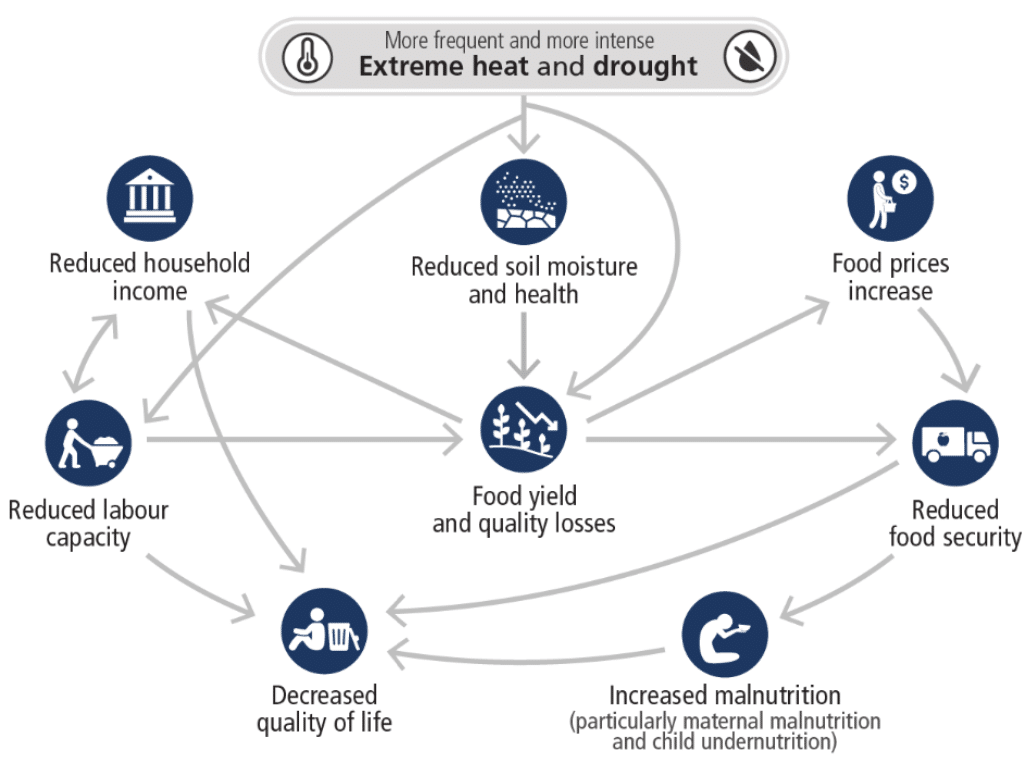 More frequent and more intense
Extreme heat and drought
$
Reduced household
income
Reduced soil moisture
and health
Food prices
increase
Reduced labour
capacity
Food yield
and quality losses
Reduced
food security
Decreased
quality of life
Increased malnutrition
(particularly maternal malnutrition
and child undernutrition)